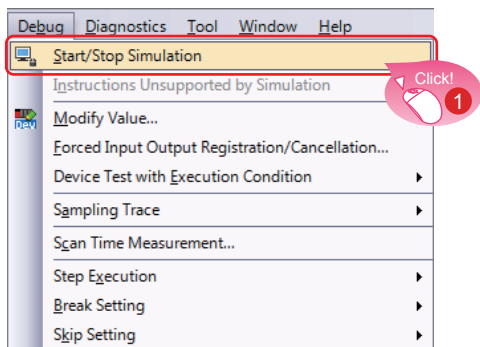 Debug Diagnostics Tool Window Help
Start/Stop Simulation
Instructions Unsupported by Simulation
Click!
1
Dev
Modify Value...
Forced Input Output Registration/Cancellation...
Device Test with Execution Condition
Sampling Trace
Scan Time Measurement...
Step Execution
Break Setting
Skip Setting